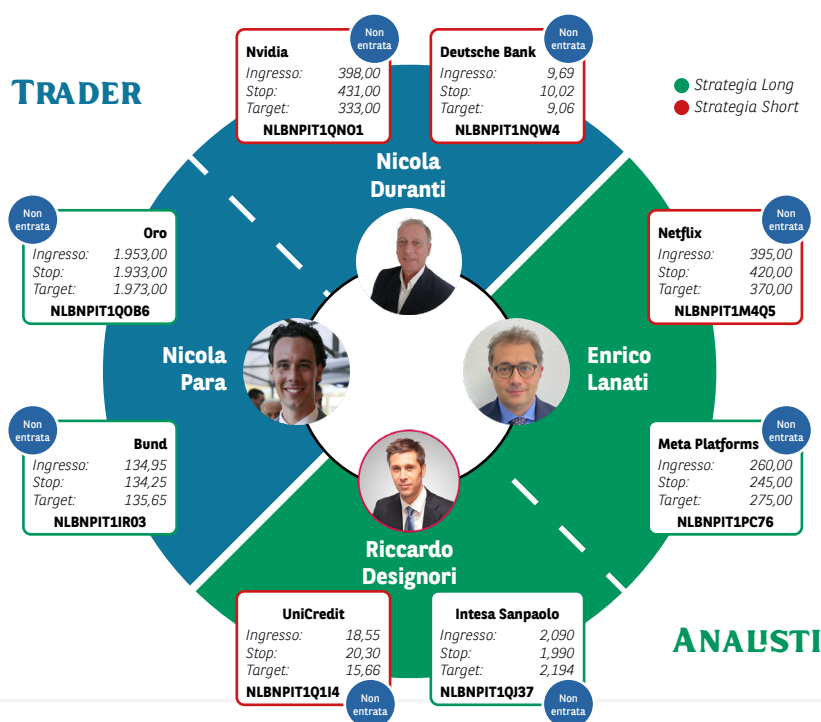 TRADER
Non
entrata
Nvidia
Ingresso: 398,00
Stop: 431,00
Target: 333,00
NLBNPIT1QNO1
Non
entrata
Deutsche Bank
Ingresso: 9,69
Stop: 10,02
Target: 9,06
NLBNPIT1NQW4
Strategia Long
Strategia Short
Nicola
Duranti
Non
entrata
Oro
Ingresso: 1.953,00
Stop: 1.933,00
Target: 1.973,00
NLBNPIT1QOB6
Non
entrata
Netflix
Ingresso: 395,00
Stop: 420,00
Target: 370,00
NLBNPIT1M4Q5
Nicola
Para
Enrico
Lanati
Non
entrata
Bund
Ingresso: 134,95
Stop: 134,25
Target: 135,65
NLBNPIT1IR03
Non
entrata
Meta Platforms
Ingresso: 260,00
Stop: 245,00
Target: 275,00
NLBNPIT1PC76
Riccardo
Designori
UniCredit
Ingresso: 18,55
Stop: 20,30
Target: 15,66
NLBNPIT1Q1I4
Non
entrata
Intesa Sanpaolo
Ingresso: 2,090
Stop: 1,990
Target: 2,194
NLBNPIT1QJ37
Non
entrata
ANALISTI